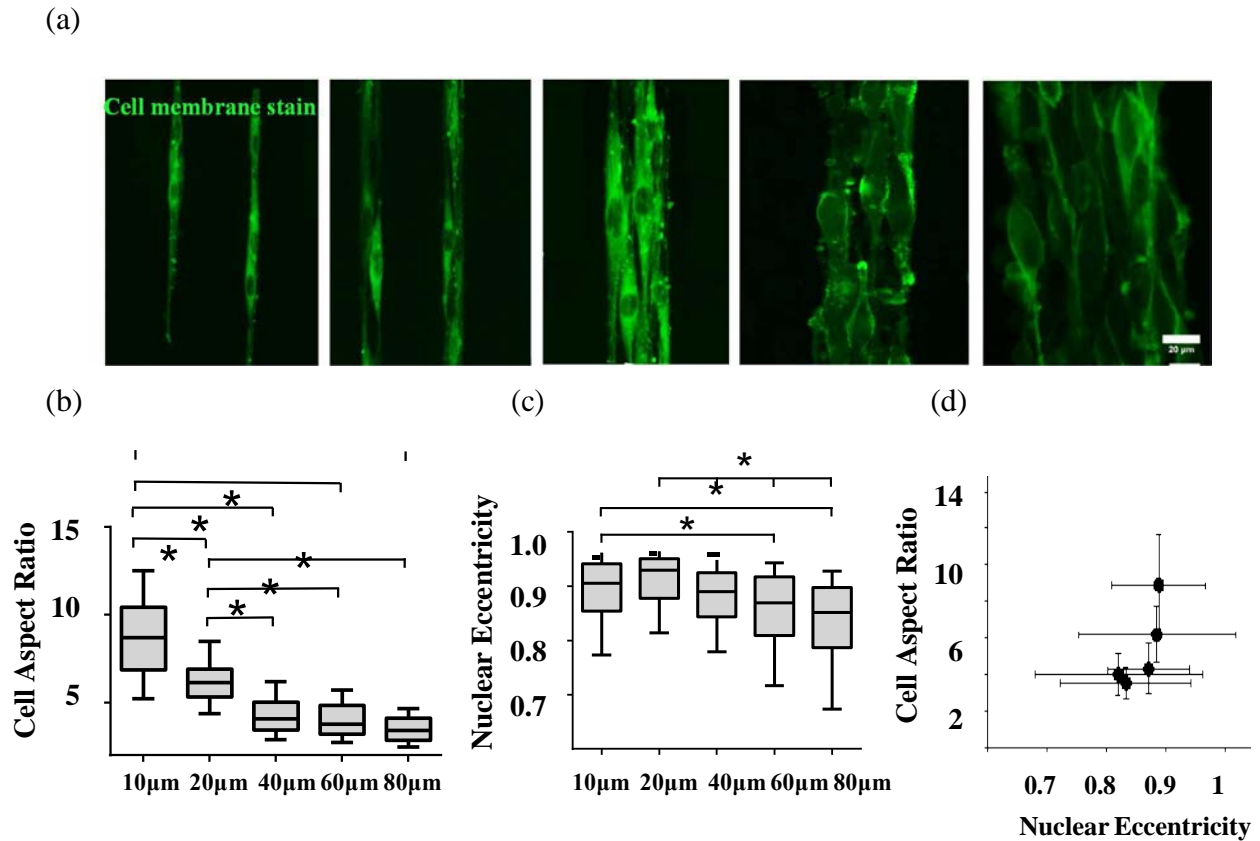 (a)
Cell membrane stain
20 µm
(b)
(c)
(d)
Cell Aspect Ratio
15
10
5
* * * * * *
10µm 20µm 40µm 60µm 80µm
Nuclear Eccentricity
1.0
0.9
0.8
0.7
* * *
10µm 20µm 40µm 60µm 80µm
Cell Aspect Ratio
14
10
6
2
0.7 0.8 0.9 1
Nuclear Eccentricity